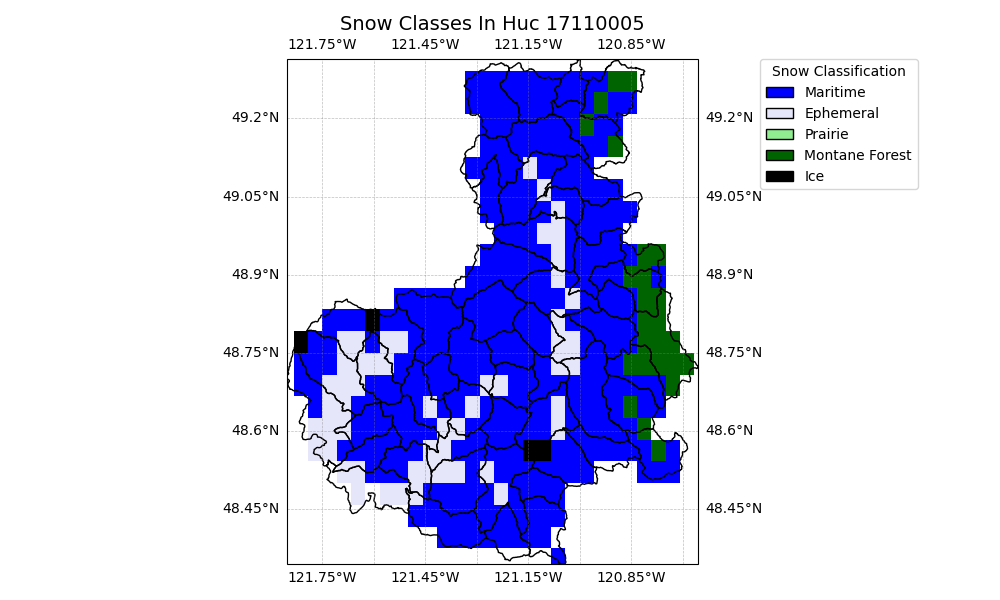 Snow Classes In Huc 17110005
121.75°W 121.45°W 121.15°W 120.85°W
Snow Classification
Maritime
Ephemeral
Prairie
Montane Forest
Ice
49.2°N 49.2°N
49.05°N 49.05°N
48.9°N 48.9°N
48.75°N 48.75°N
48.6°N 48.6°N
48.45°N 48.45°N
121.75°W 121.45°W 121.15°W 120.85°W